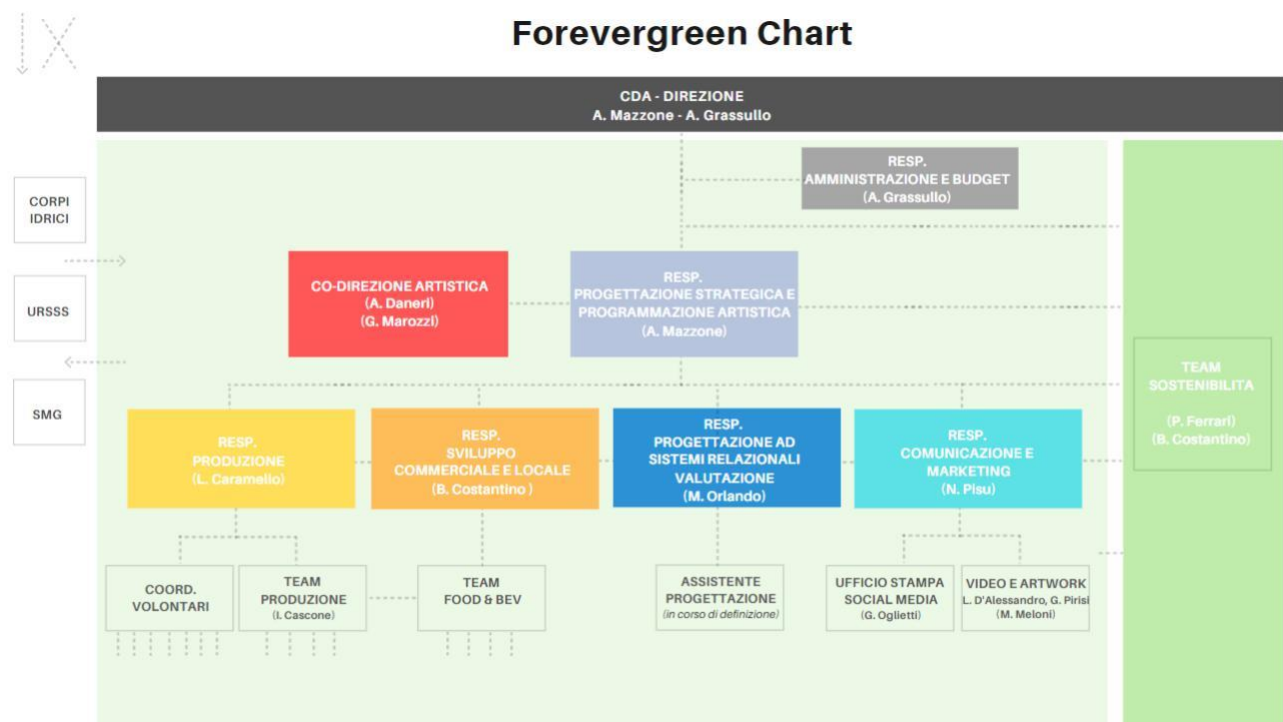 Forevergreen Chart
CDA - DIREZIONE
A. Mazzone - A. Grassullo
RESP.
AMMINISTRAZIONE E BUDGET
(A. Grassullo)
CORPI
IDRICI
URSSS
SMG
CO-DIREZIONE ARTISTICA
(A. Daneri)
(G. Marozzi)
RESP.
PROGETTAZIONE STRATEGICA E
PROGRAMMAZIONE ARTISTICA
(A. Mazzone)
TEAM
SOSTENIBILITA
(P. Ferrari)
(B. Costantino)
RESP.
PRODUZIONE
(L. Caramello)
RESP.
SVILUPPO
COMMERCIALE E LOCALE
(B. Costantino )
RESP.
PROGETTAZIONE AD
SISTEMI RELAZIONALI
VALUTAZIONE
(M. Orlando)
RESP.
COMUNICAZIONE E
MARKETING
(N. Pisu)
COORD.
VOLONTARI
TEAM
PRODUZIONE
(I. Cascone)
TEAM
FOOD & BEV
ASSISTENTE
PROGETTAZIONE
(in corso di definizione)
UFFICIO STAMPA
SOCIAL MEDIA
(G. Oglietti)
VIDEO E ARTWORK
L. D'Alessandro, G. Pirisi
(M. Meloni)